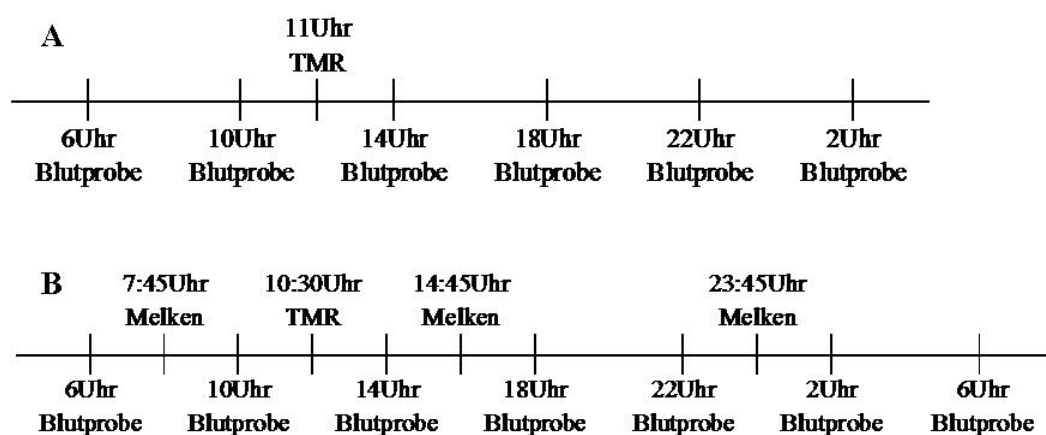 A
11Uhr
TMR
6Uhr 10Uhr 14Uhr 18Uhr 22Uhr 2Uhr
Blutprobe Blutprobe Blutprobe Blutprobe Blutprobe Blutprobe
B 7:45Uhr 10:30Uhr 14:45Uhr 23:45Uhr
Melken TMR Melken Melken
6Uhr 10Uhr 14Uhr 18Uhr 22Uhr 2Uhr 6Uhr
Blutprobe Blutprobe Blutprobe Blutprobe Blutprobe Blutprobe Blutprobe